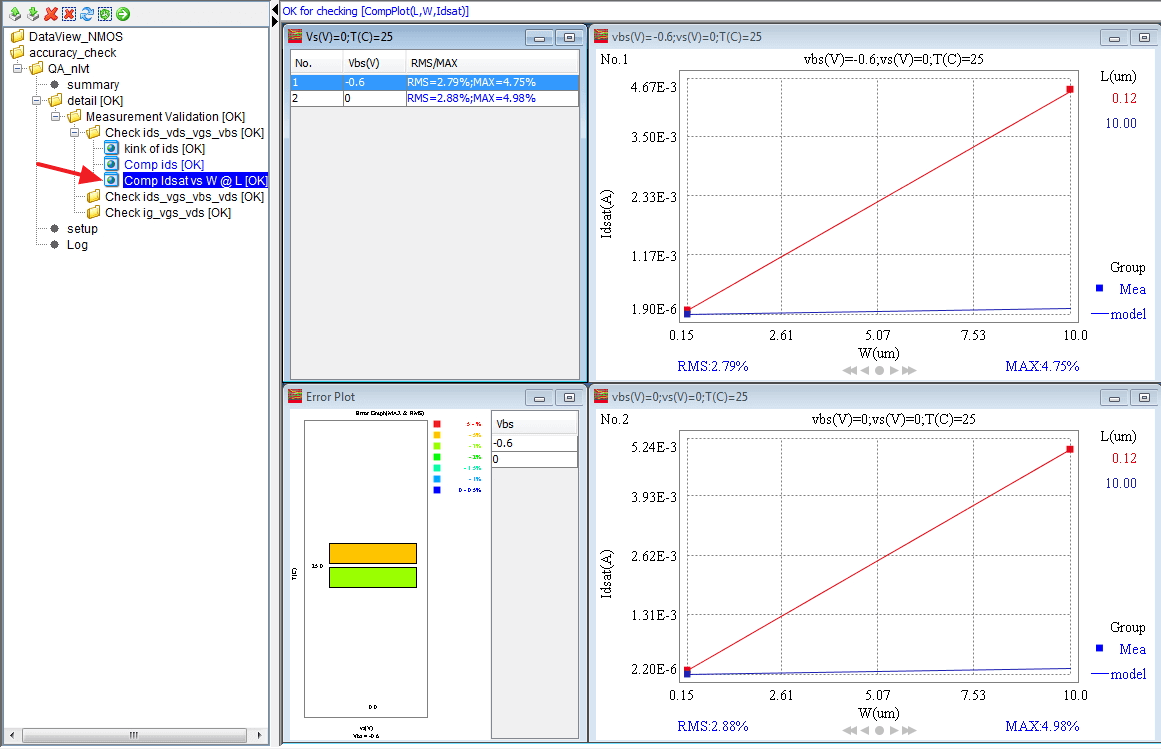 OK for checking [CompPlot(L,W,Idsat)]
DataView_NMOS
accuracy_check
QA_nlvt
summary
detail [OK]
Measurement Validation [OK]
Check ids_vds_vgs_vbs [OK]
kink of ids [OK]
Comp ids [OK]
Comp Idsat vs W @ L [OK]
Check ids_vgs_vbs_vds [OK]
Check ig_vgs_vds [OK]
setup
Log
Vs(V)=0;T(C)=25
No. Vbs(V) RMS/MAX
1 -0.6 RMS=2.79%;MAX=4.75%
2 0 RMS=2.88%;MAX=4.98%
vbs(V)=-0.6;vs(V)=0;T(C)=25
No.1 vbs(V)=-0.6;vs(V)=0;T(C)=25
L(um)
0.12
10.00
4.67E-3
3.50E-3
2.33E-3
1.17E-3
1.90E-6
Idsat(A)
0.15 2.61 5.07 7.53 10.0
W(um)
Group
Mea
model
RMS:2.79% MAX:4.75%
Error Plot
Error Graph(MAX & RMS)
5 - %
- 5%
- 2%
- 1.5%
- 1%
0 - 0.5%
Vbs
-0.6
0
T(C)
25.0
0.0
vs(V)
Vbs = -0.6
vbs(V)=0;vs(V)=0;T(C)=25
No.2 vbs(V)=0;vs(V)=0;T(C)=25
L(um)
0.12
10.00
5.24E-3
3.93E-3
2.62E-3
1.31E-3
2.20E-6
Idsat(A)
0.15 2.61 5.07 7.53 10.0
W(um)
Group
Mea
model
RMS:2.88% MAX:4.98%